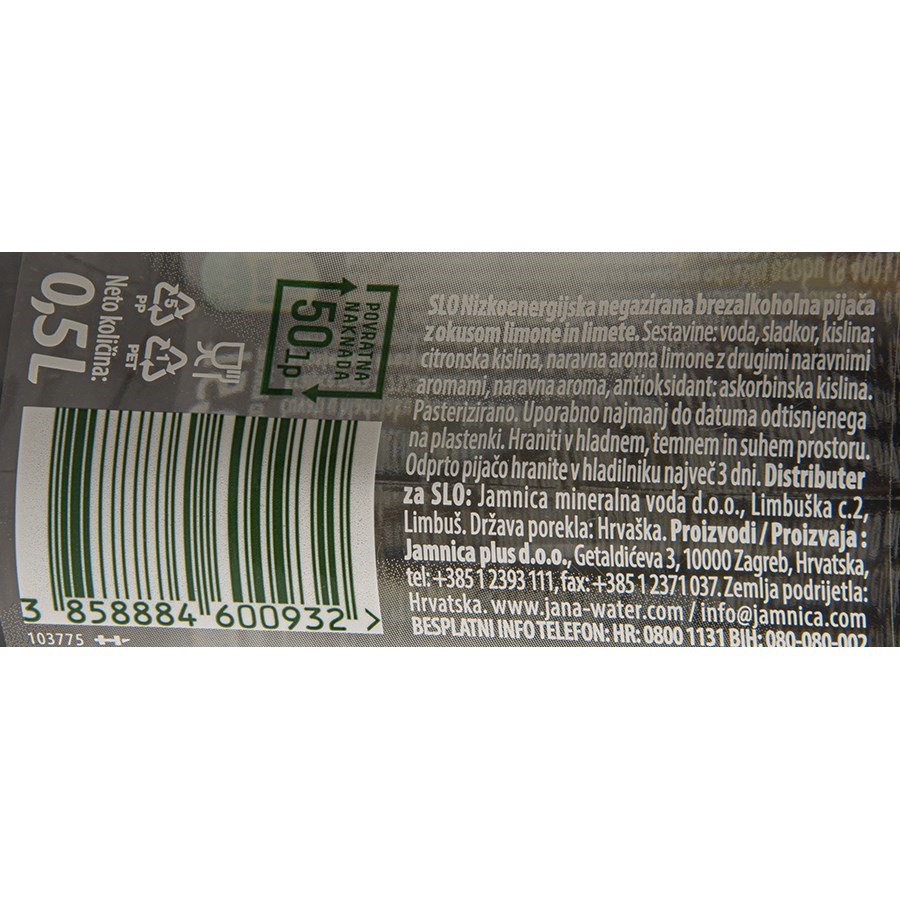 Neto količina:
0,5L
5
PP
1
PET
POVRATNA
NAKNADA
50 lp
3 858884 600932 >
103775
SLO Nizkoenergijska negazirana brezalkoholna pijača
z okusom limone in limete. Sestavine: voda, sladkor, kislina:
citronska kislina, naravna aroma limone z drugimi naravnimi
aromami, naravna aroma, antioksidant: askorbinska kislina.
Pasterizirano. Uporabno najmanj do datuma odtisnjenega
na plastenki. Hraniti v hladnem, temnem in suhem prostoru.
Odprto pijačo hranite v hladilniku največ 3 dni. Distributer
za SLO: Jamnica mineralna voda d.o.o., Limbuška c.2,
Limbuš. Država porekla: Hrvaška. Proizvodi / Proizvaja :
Jamnica plus d.o.o., Getaldićeva 3, 10000 Zagreb, Hrvatska,
tel: +385 1 2393 111, fax: +385 1 2371 037. Zemlja podrijetla:
Hrvatska. www.jana-water.com / info@jamnica.com
BESPLATNI INFO TELEFON: HR: 0800 1131 BIH: 080-080-002